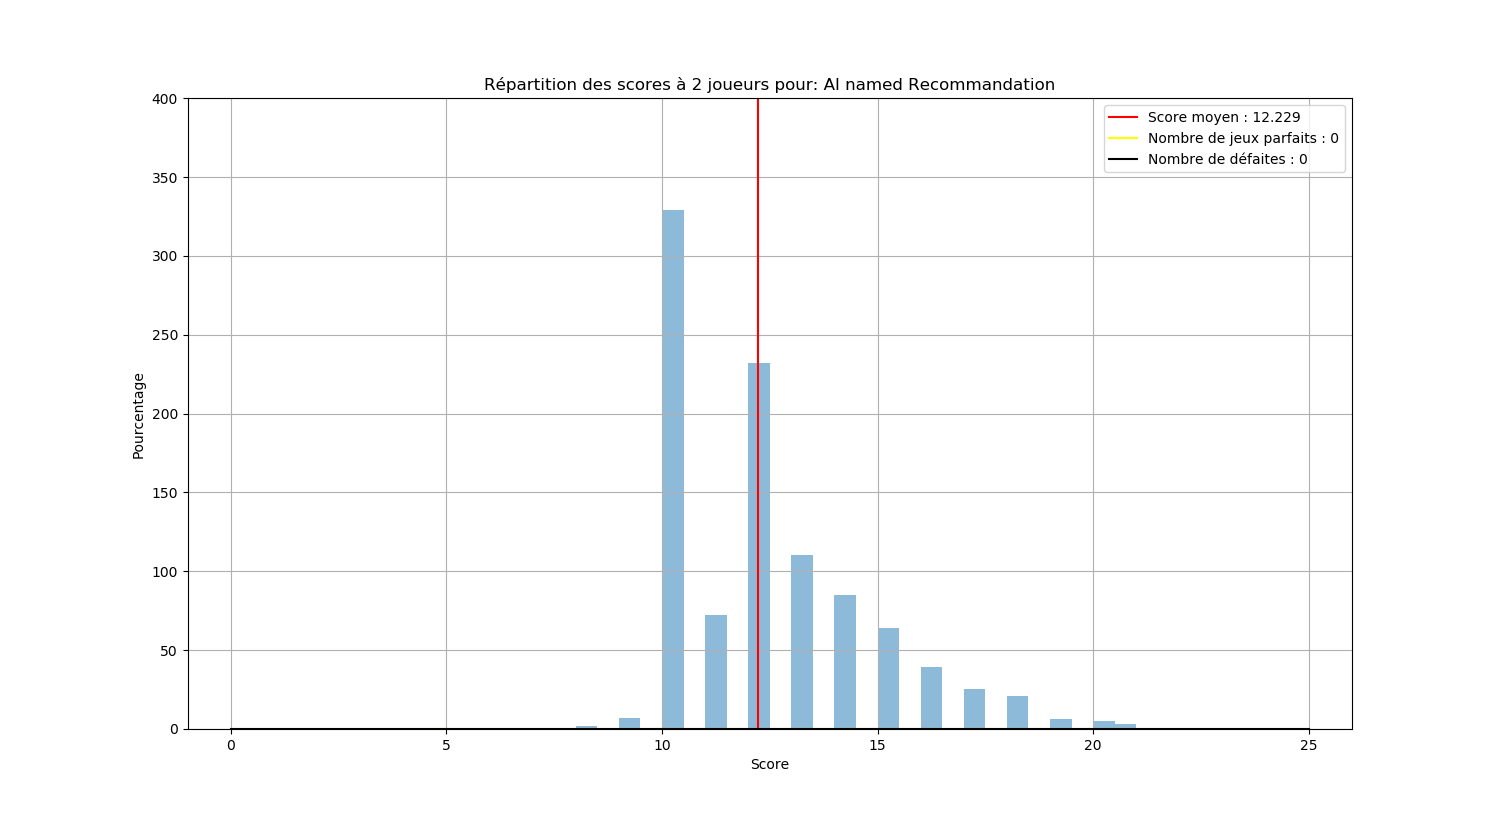 Répartition des scores à 2 joueurs pour: AI named Recommandation
Score moyen : 12.229
Nombre de jeux parfaits : 0
Nombre de défaites : 0
400
350
300
250
200
150
100
50
0
Pourcentage
0 5 10 15 20 25
Score